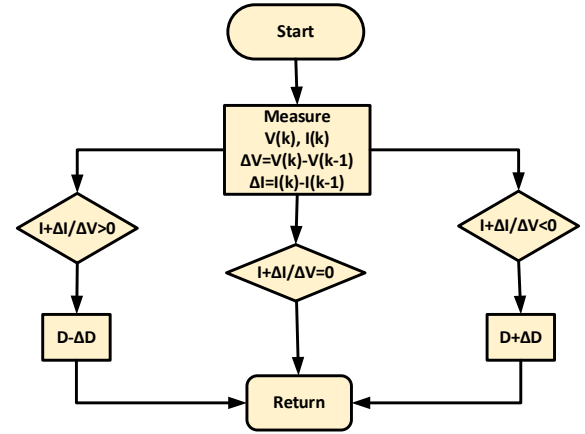 Start
Measure
V(k), I(k)
ΔV=V(k)-V(k-1)
ΔI=I(k)-I(k-1)
I+ΔI/ΔV>0
I+ΔI/ΔV=0
I+ΔI/ΔV<0
D-ΔD
D+ΔD
Return